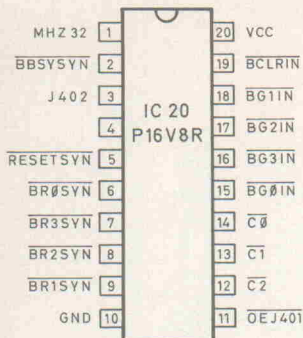 MHZ 32 1 20 VCC
BBSYSYN 2 19 BCLRIN
J402 3 18 BG1IN
IC 20
4 17 BG2IN
P16V8R
RESETSYN 5 16 BG3IN
BRØSYN 6 15 BGØIN
BR3SYN 7 14 CØ
BR2SYN 8 13 C1
BR1SYN 9 12 C2
GND 10 11 OEJ401